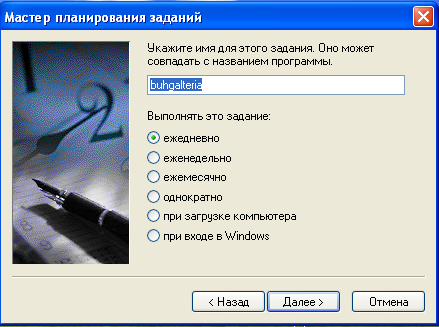 Мастер планирования заданий
Укажите имя для этого задания. Оно может
совпадать с названием программы.
buhgalteria
Выполнять это задание:
ежедневно
еженедельно
ежемесячно
однократно
при загрузке компьютера
при входе в Windows
< Назад
Далее >
Отмена